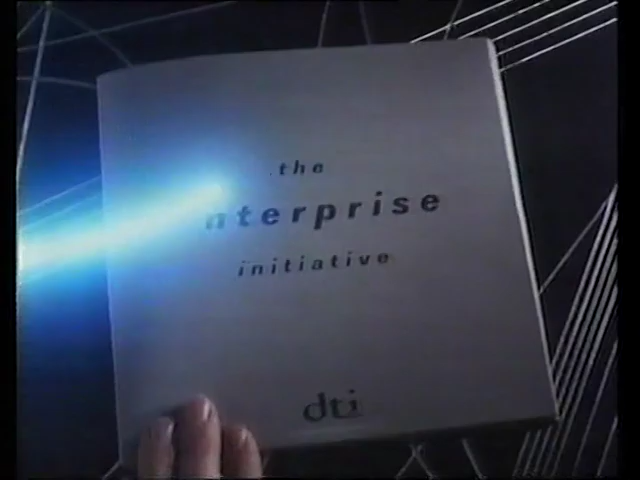 the
nterprise
initiative
dti